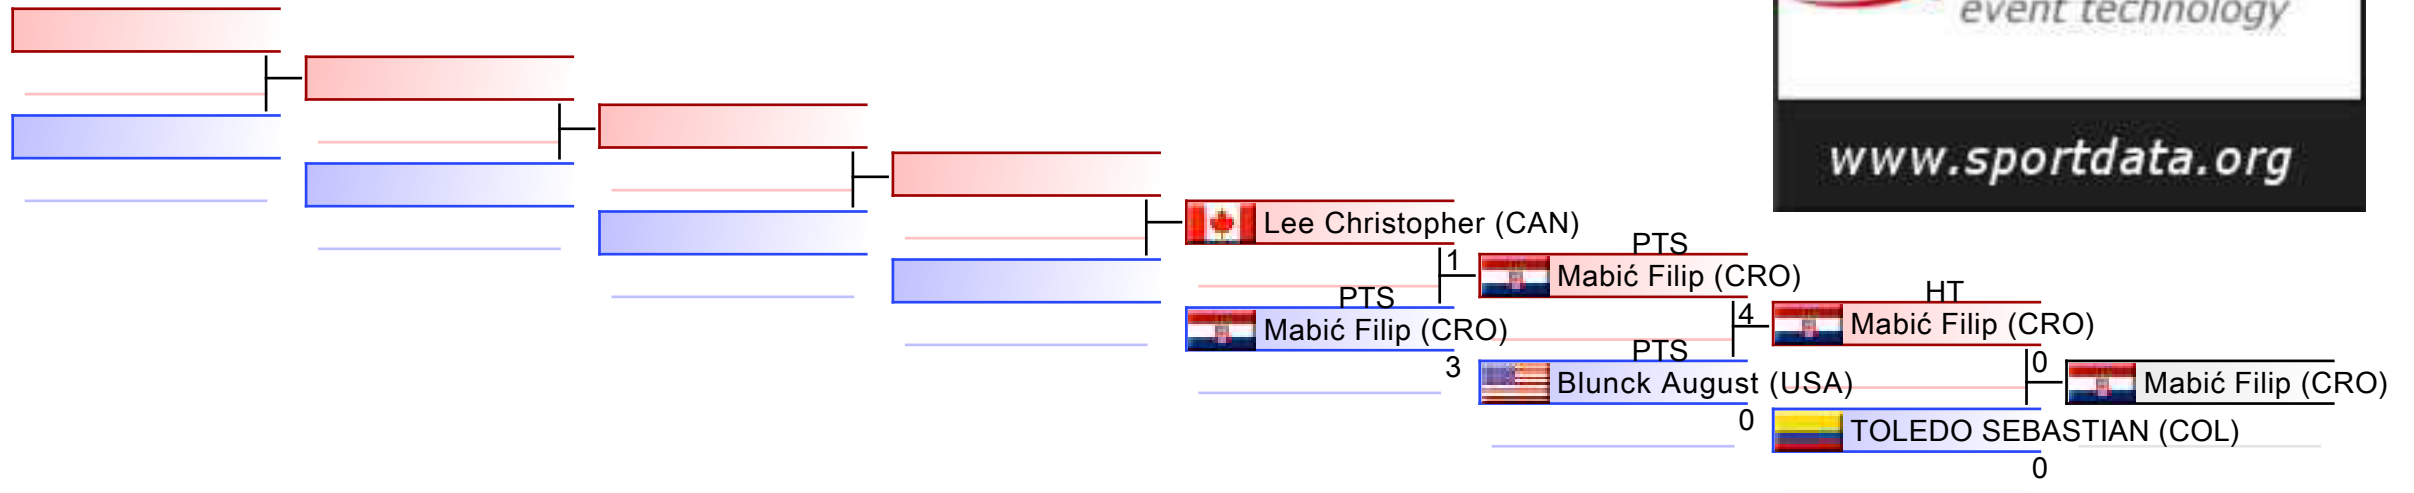 event technology
www.sportdata.org
Lee Christopher (CAN)
1
PTS
Mabić Filip (CRO)
3
PTS
Mabić Filip (CRO)
4
PTS
Blunck August (USA)
0
HT
Mabić Filip (CRO)
0
TOLEDO SEBASTIAN (COL)
0
Mabić Filip (CRO)